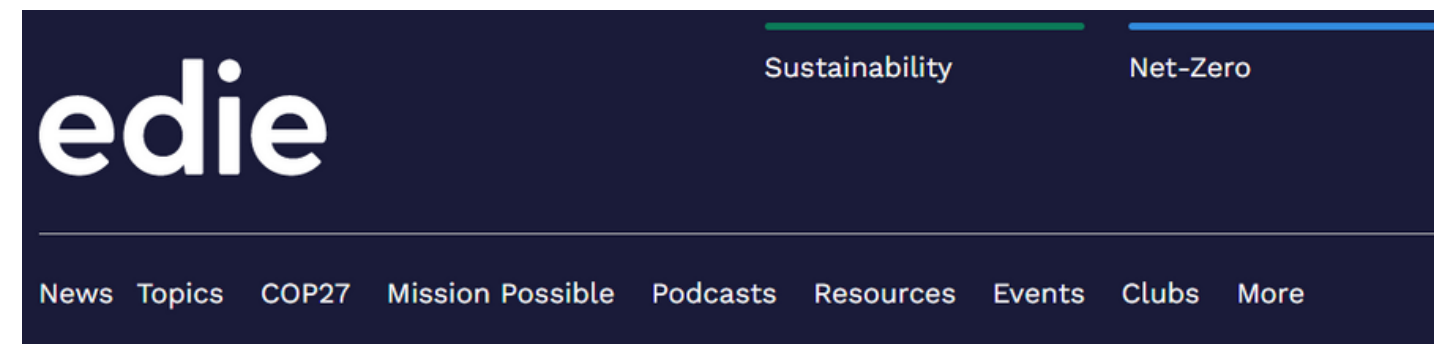 Sustainability Net-Zero
edie
News Topics COP27 Mission Possible Podcasts Resources Events Clubs More